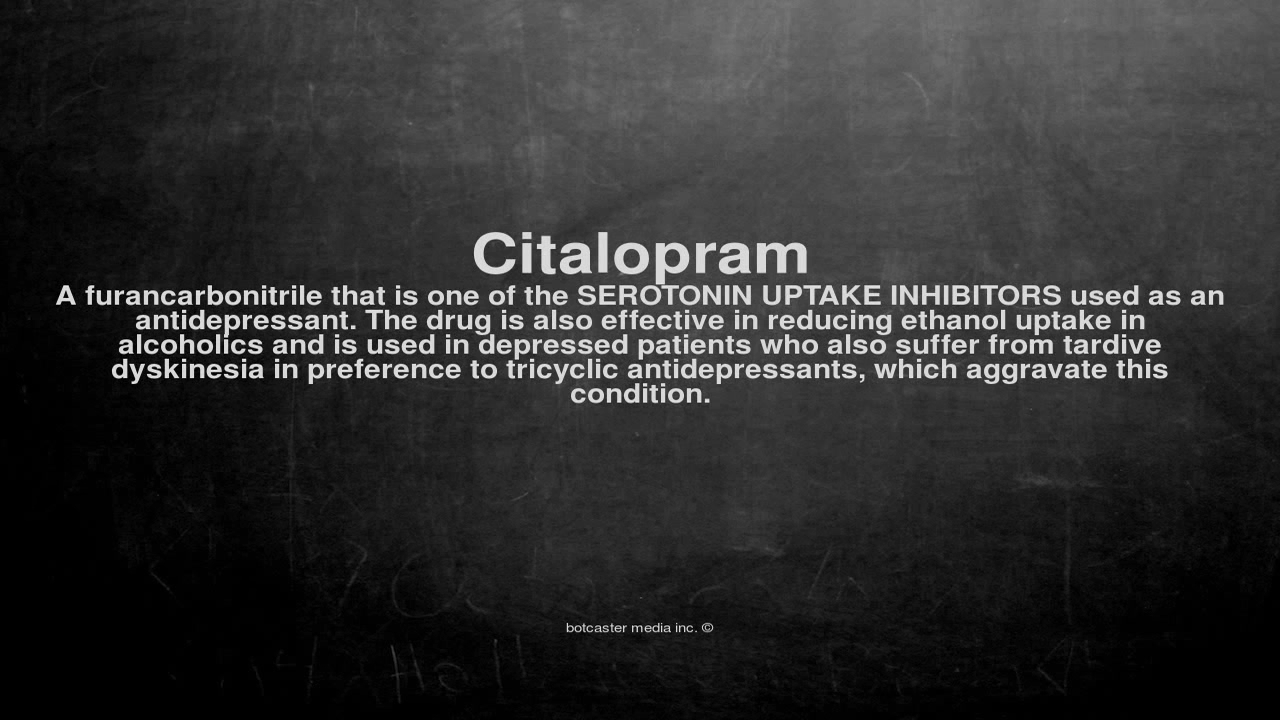 Citalopram
A furancarbonitrile that is one of the SEROTONIN UPTAKE INHIBITORS used as an
antidepressant. The drug is also effective in reducing ethanol uptake in
alcoholics and is used in depressed patients who also suffer from tardive
dyskinesia in preference to tricyclic antidepressants, which aggravate this
condition.
botcaster media inc. ©